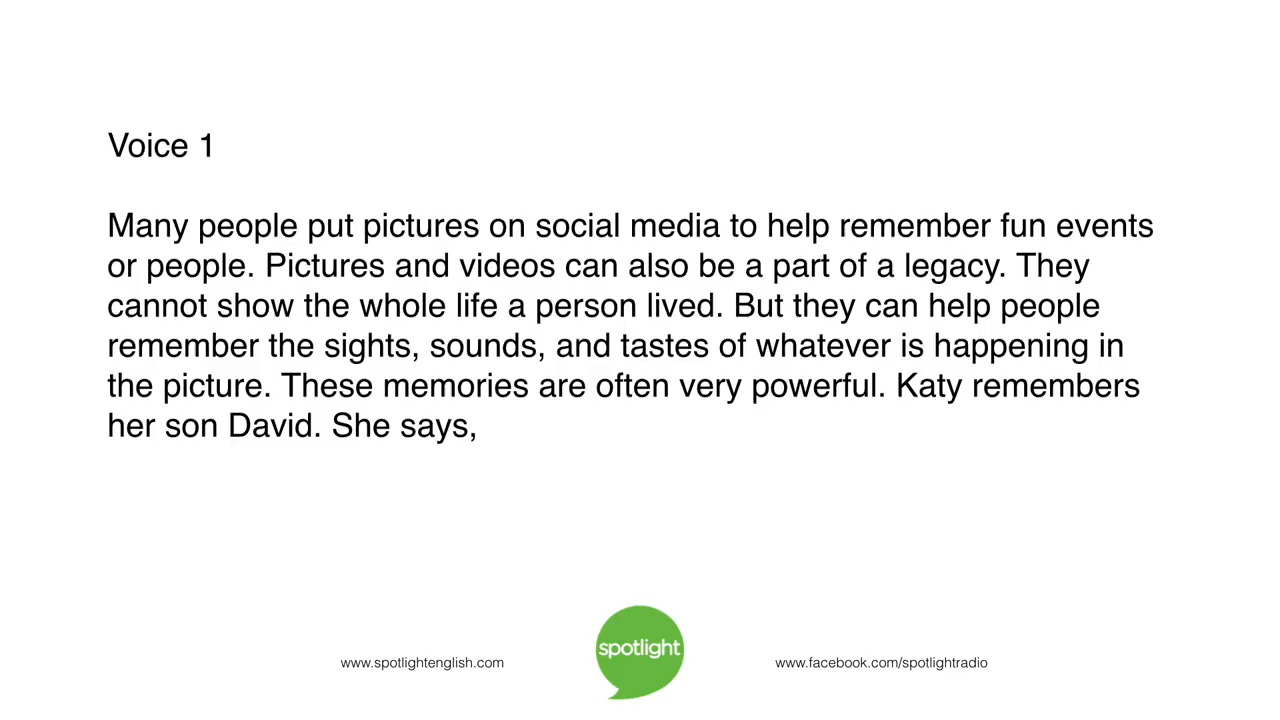 Voice 1
Many people put pictures on social media to help remember fun events
or people. Pictures and videos can also be a part of a legacy. They
cannot show the whole life a person lived. But they can help people
remember the sights, sounds, and tastes of whatever is happening in
the picture. These memories are often very powerful. Katy remembers
her son David. She says,
www.spotlightenglish.com
spotlight
www.facebook.com/spotlightradio